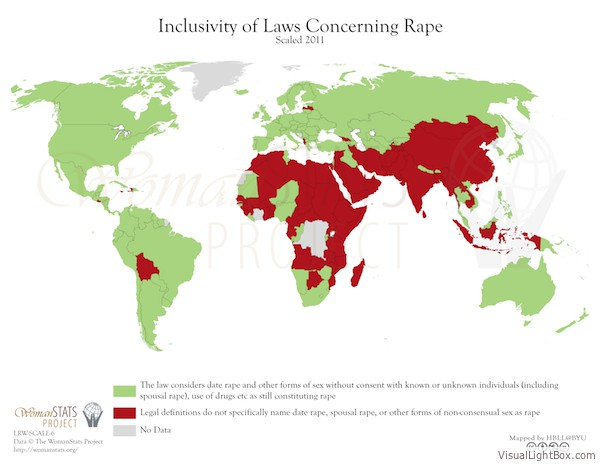 Inclusivity of Laws Concerning Rape
Scaled 2011
WomanStats
PROJECT
The law considers date rape and other forms of sex without consent with known or unknown individuals (including
spousal rape), use of drugs etc as still constituting rape
Legal definitions do not specifically name date rape, spousal rape, or other forms of non-consensual sex as rape
No Data
WomanSTATS
PROJECT
LRW-SCALE-6
Data © The WomanStats Project
http://womanstats.org/
Mapped by HBLL@BYU
VisualLightBox.com